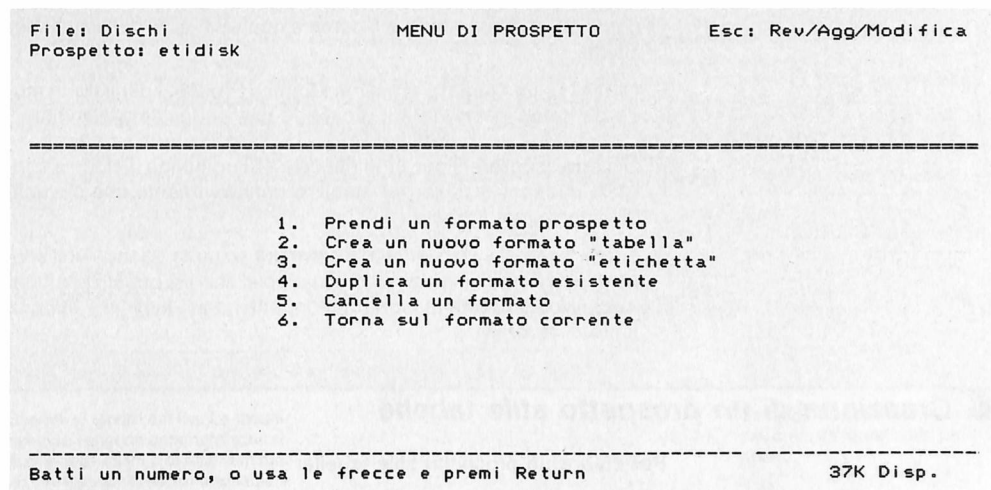 File: Dischi MENU DI PROSPETTO Esc: Rev/Agg/Modifica
Prospetto: etidisk
1. Prendi un formato prospetto
2. Crea un nuovo formato "tabella"
3. Crea un nuovo formato "etichetta"
4. Duplica un formato esistente
5. Cancella un formato
6. Torna sul formato corrente
Batti un numero, o usa le frecce e premi Return 37K Disp.